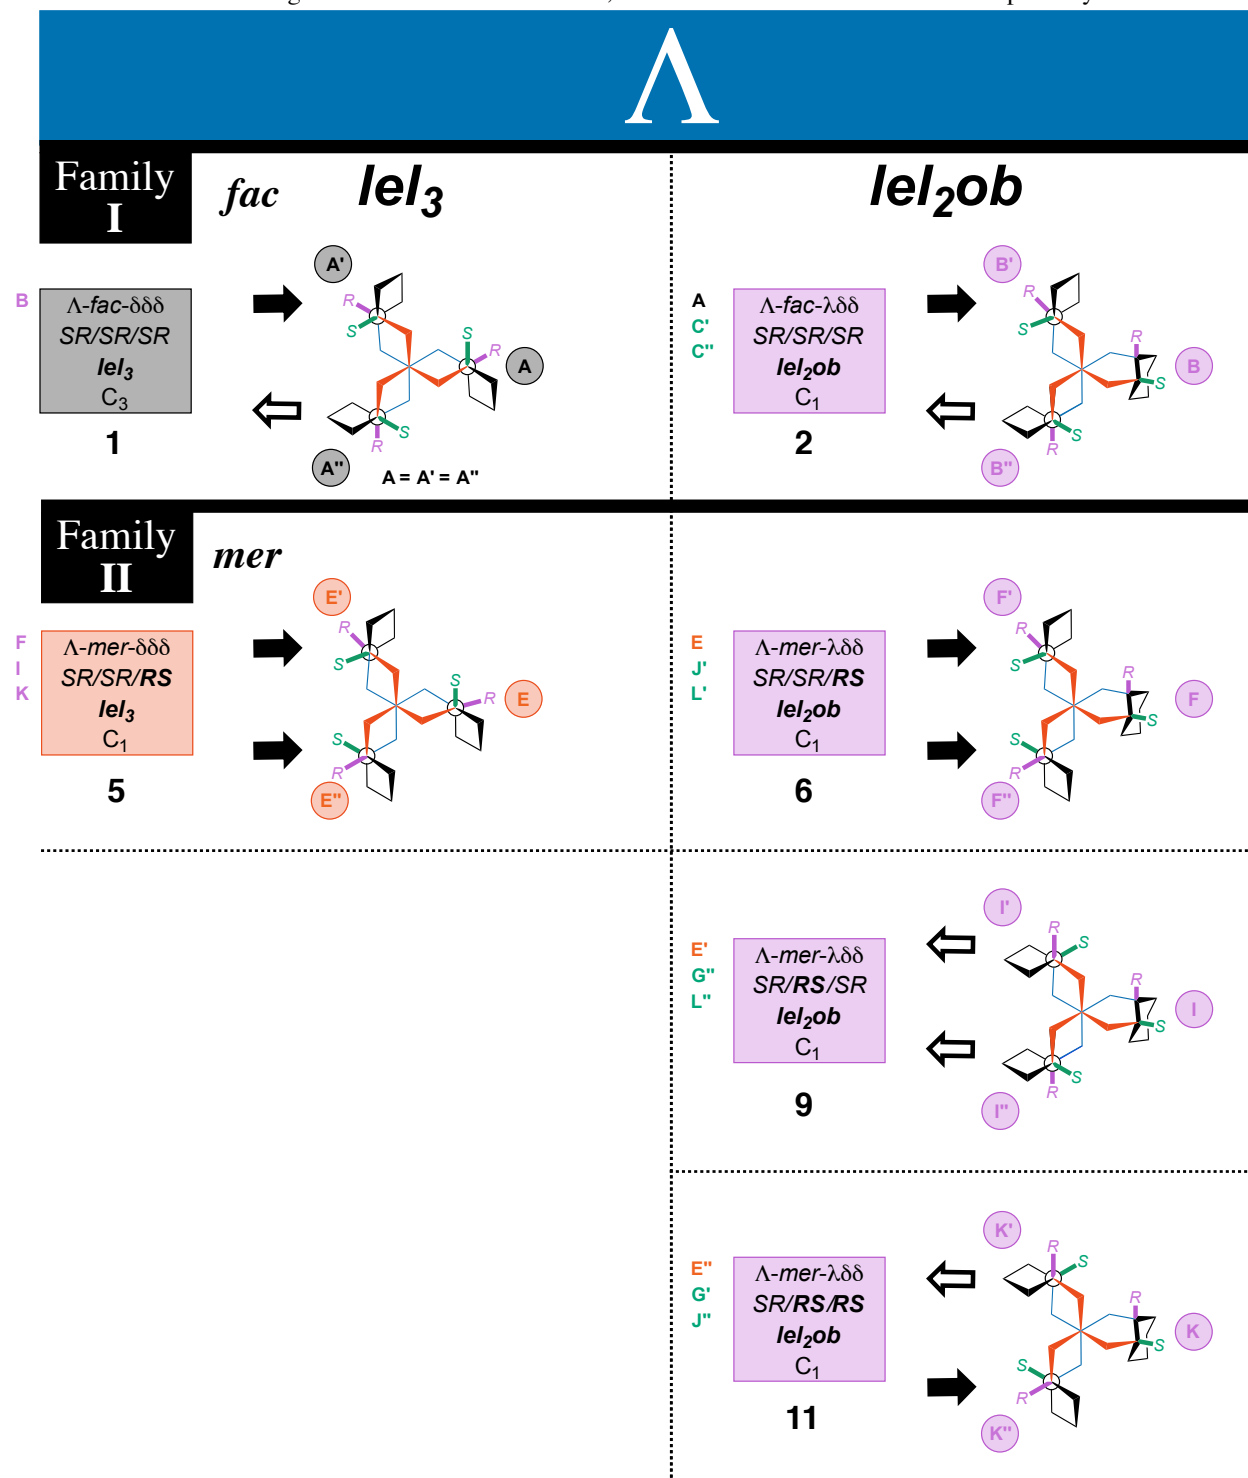 Λ
Family
I
fac
lel3
lel2ob
B
Λ-fac-δδδ
SR/SR/SR
lel3
C3
1
A'
R
S
S
R
A
S
R
A"
A = A' = A"
A
C'
C"
Λ-fac-λδδ
SR/SR/SR
lel2ob
C1
2
B'
R
S
R
S
B
S
R
B"
Family
II
mer
F
I
K
Λ-mer-δδδ
SR/SR/RS
lel3
C1
5
E'
R
S
S
R
E
S
R
E"
E
J'
L'
Λ-mer-λδδ
SR/SR/RS
lel2ob
C1
6
F'
R
S
R
S
F
S
R
F"
E'
G"
L"
Λ-mer-λδδ
SR/RS/SR
lel2ob
C1
9
I'
R
S
R
S
I
S
R
I"
E"
G'
J"
Λ-mer-λδδ
SR/RS/RS
lel2ob
C1
11
K'
R
S
R
S
K
S
R
K"